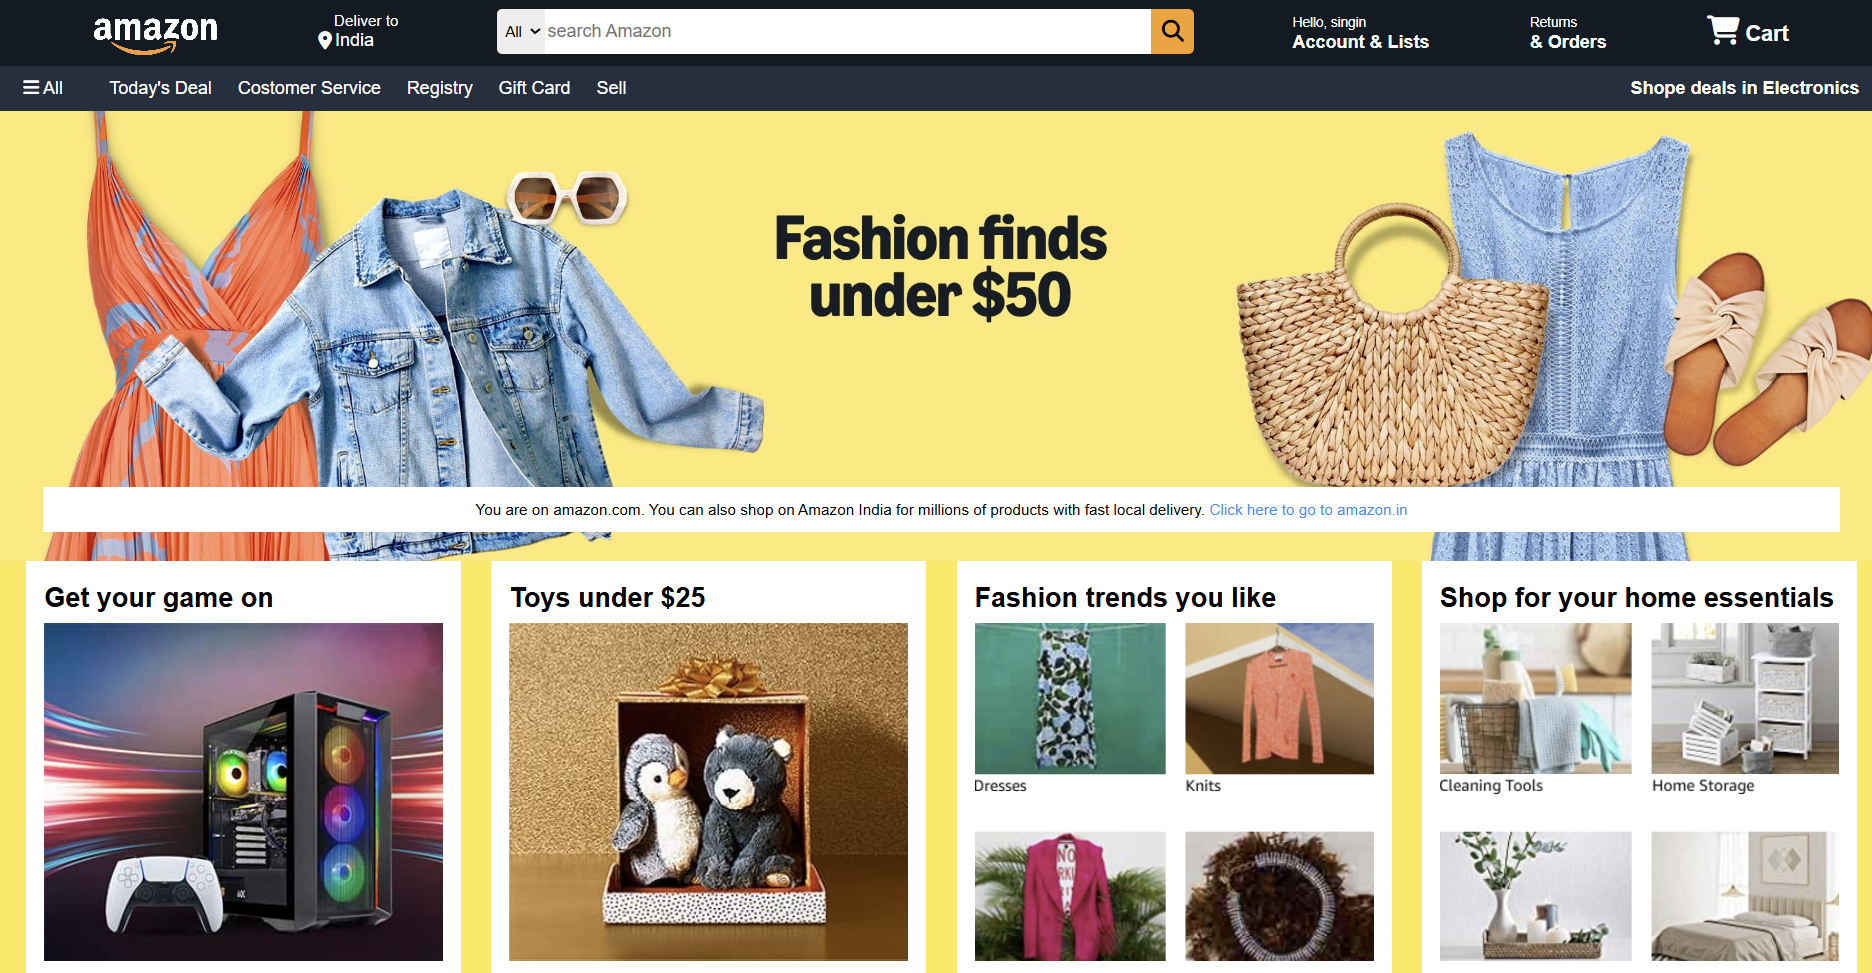 amazon
Deliver to
India
All
search Amazon
Hello, singin
Account & Lists
Returns
& Orders
Cart
All
Today's Deal
Costomer Service
Registry
Gift Card
Sell
Shope deals in Electronics
Fashion finds
under $50
You are on amazon.com. You can also shop on Amazon India for millions of products with fast local delivery. Click here to go to amazon.in
Get your game on
Toys under $25
Fashion trends you like
Shop for your home essentials
Dresses
Knits
Cleaning Tools
Home Storage